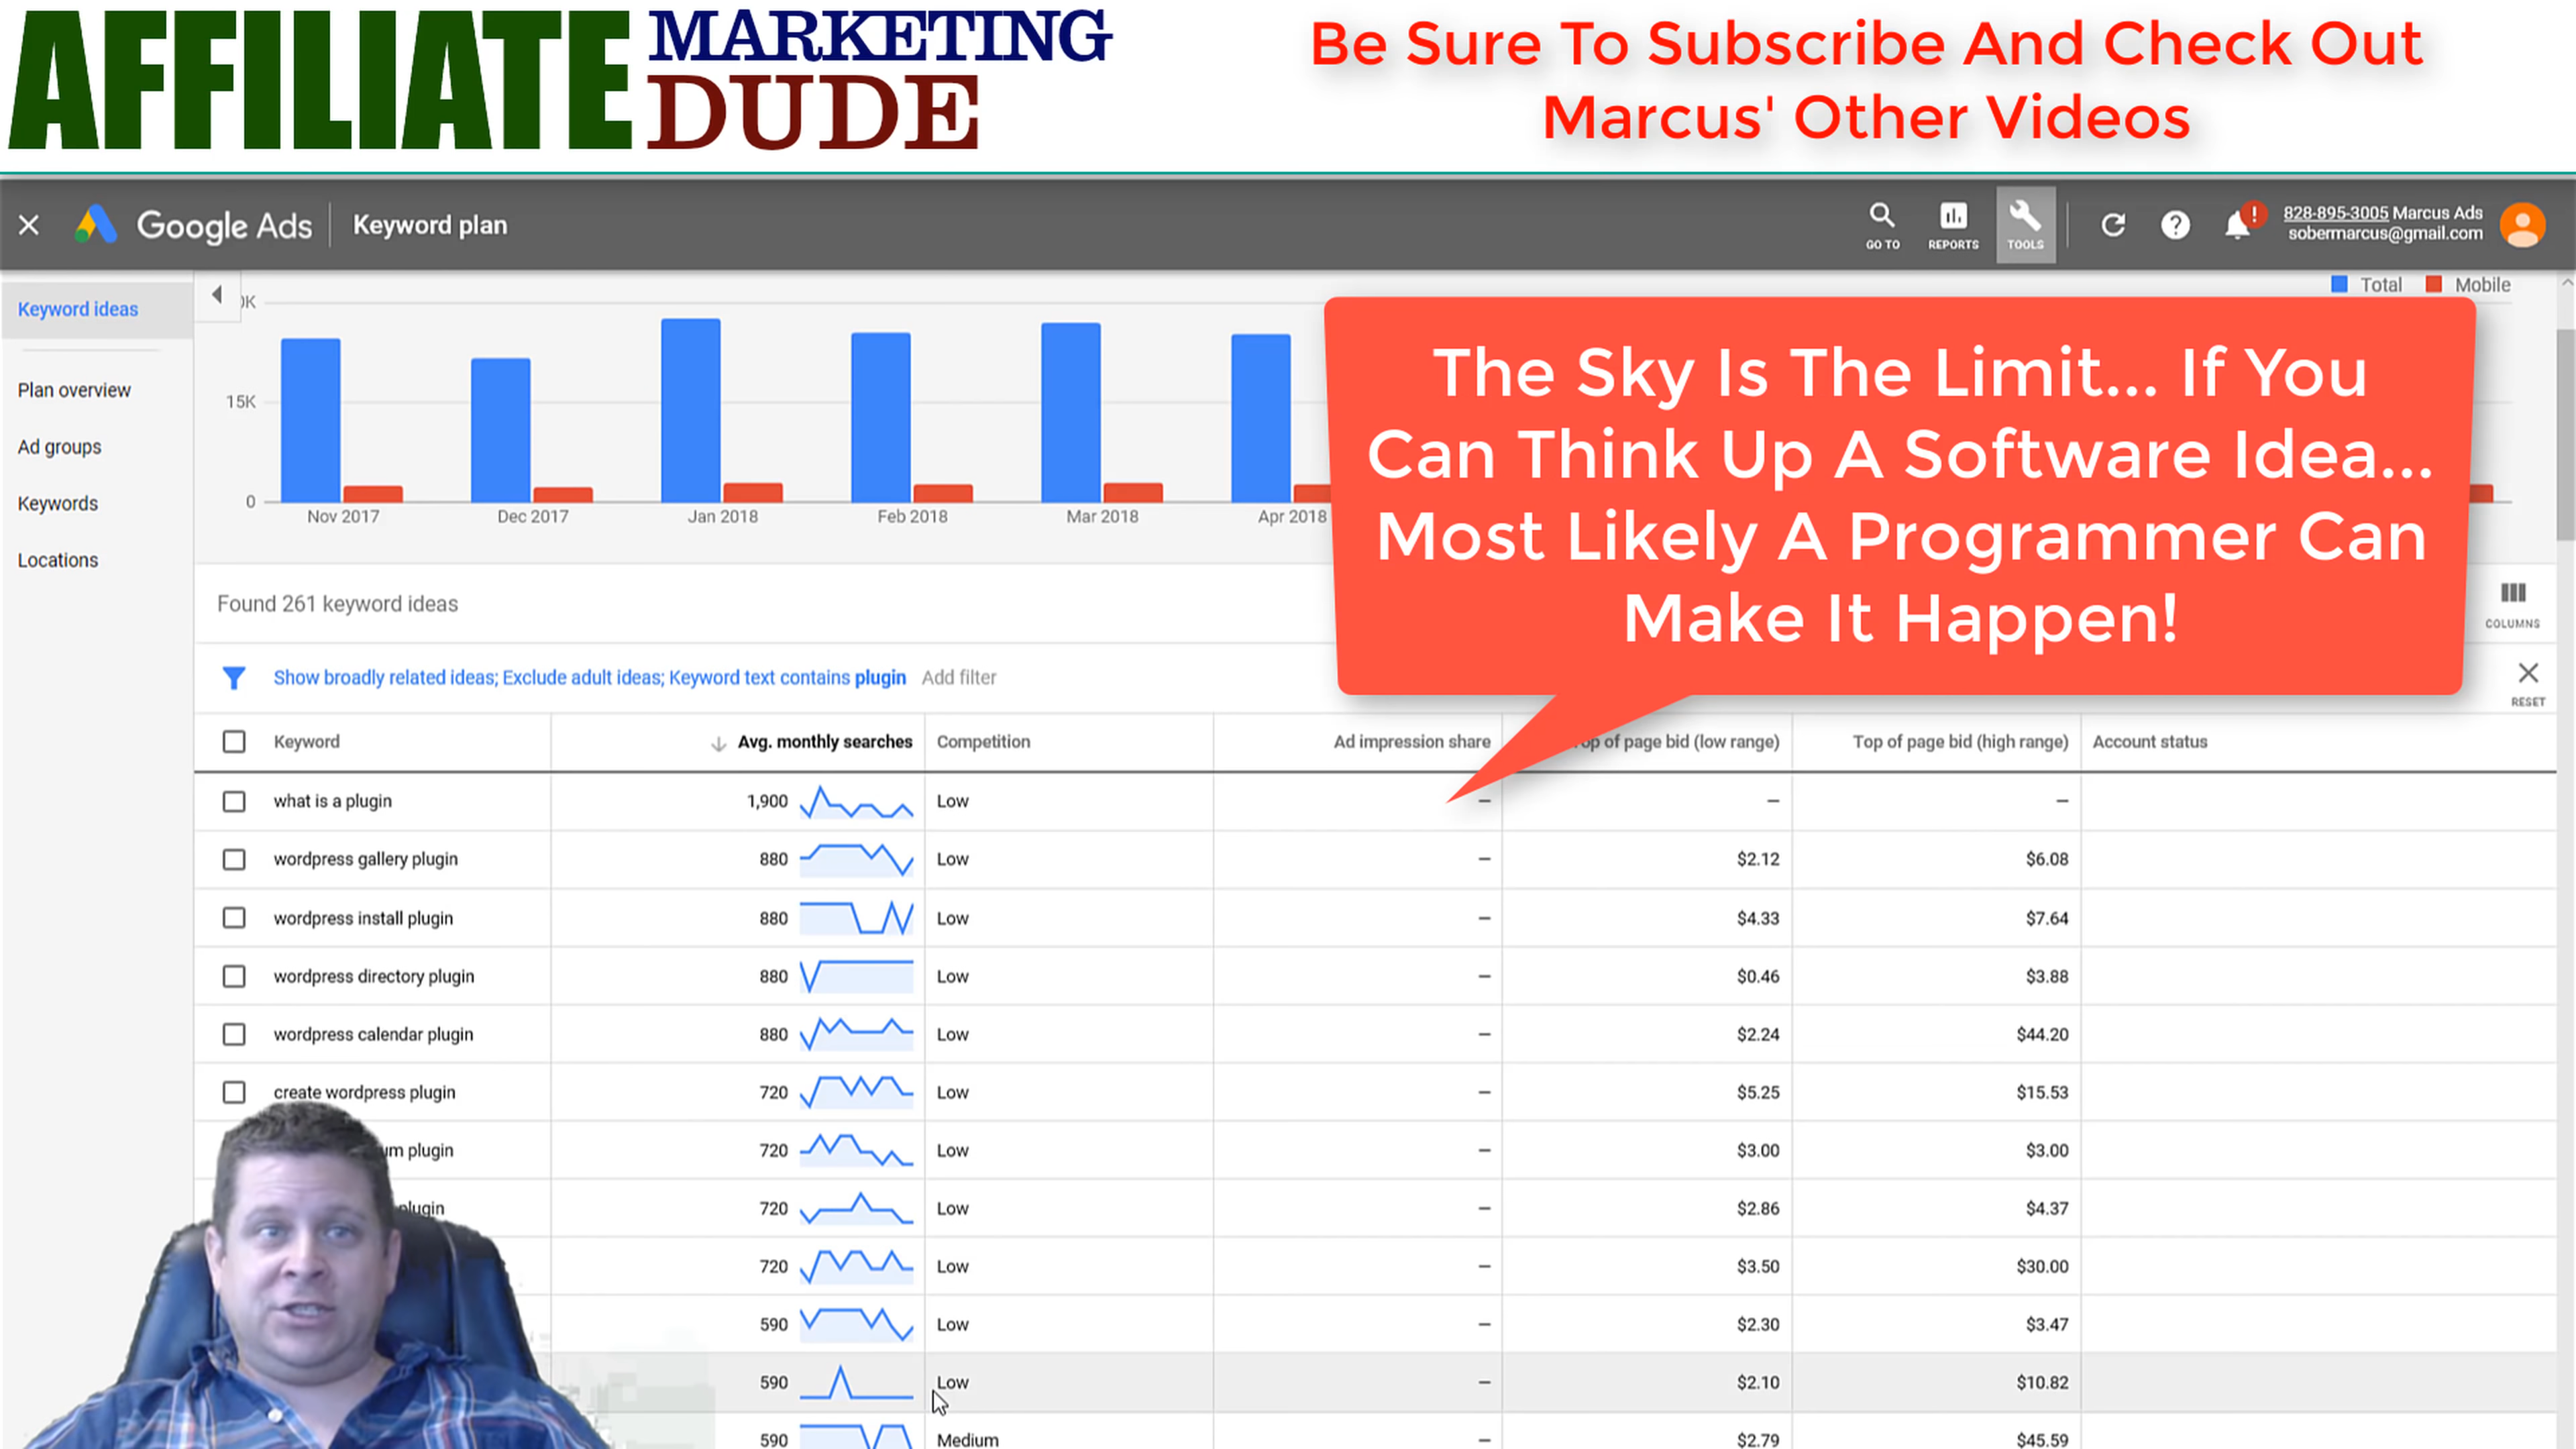 AFFILIATE MARKETING DUDE
Be Sure To Subscribe And Check Out
Marcus' Other Videos
Google Ads Keyword plan
GO TO REPORTS TOOLS
828-895-3005 Marcus Ads
sobermarcus@gmail.com
Keyword ideas
Plan overview
Ad groups
Keywords
Locations
Total Mobile
15K
0
Nov 2017 Dec 2017 Jan 2018 Feb 2018 Mar 2018 Apr 2018
The Sky Is The Limit... If You
Can Think Up A Software Idea...
Most Likely A Programmer Can
Make It Happen!
Found 261 keyword ideas
COLUMNS
Show broadly related ideas; Exclude adult ideas; Keyword text contains plugin Add filter
RESET
Keyword Avg. monthly searches Competition Ad impression share of page bid (low range) Top of page bid (high range) Account status
what is a plugin 1,900 Low – – –
wordpress gallery plugin 880 Low – $2.12 $6.08
wordpress install plugin 880 Low – $4.33 $7.64
wordpress directory plugin 880 Low – $0.46 $3.88
wordpress calendar plugin 880 Low – $2.24 $44.20
create wordpress plugin 720 Low – $5.25 $15.53
plugin 720 Low – $3.00 $3.00
720 Low – $2.86 $4.37
720 Low – $3.50 $30.00
590 Low – $2.30 $3.47
590 Low – $2.10 $10.82
590 Medium – $2.79 $45.59